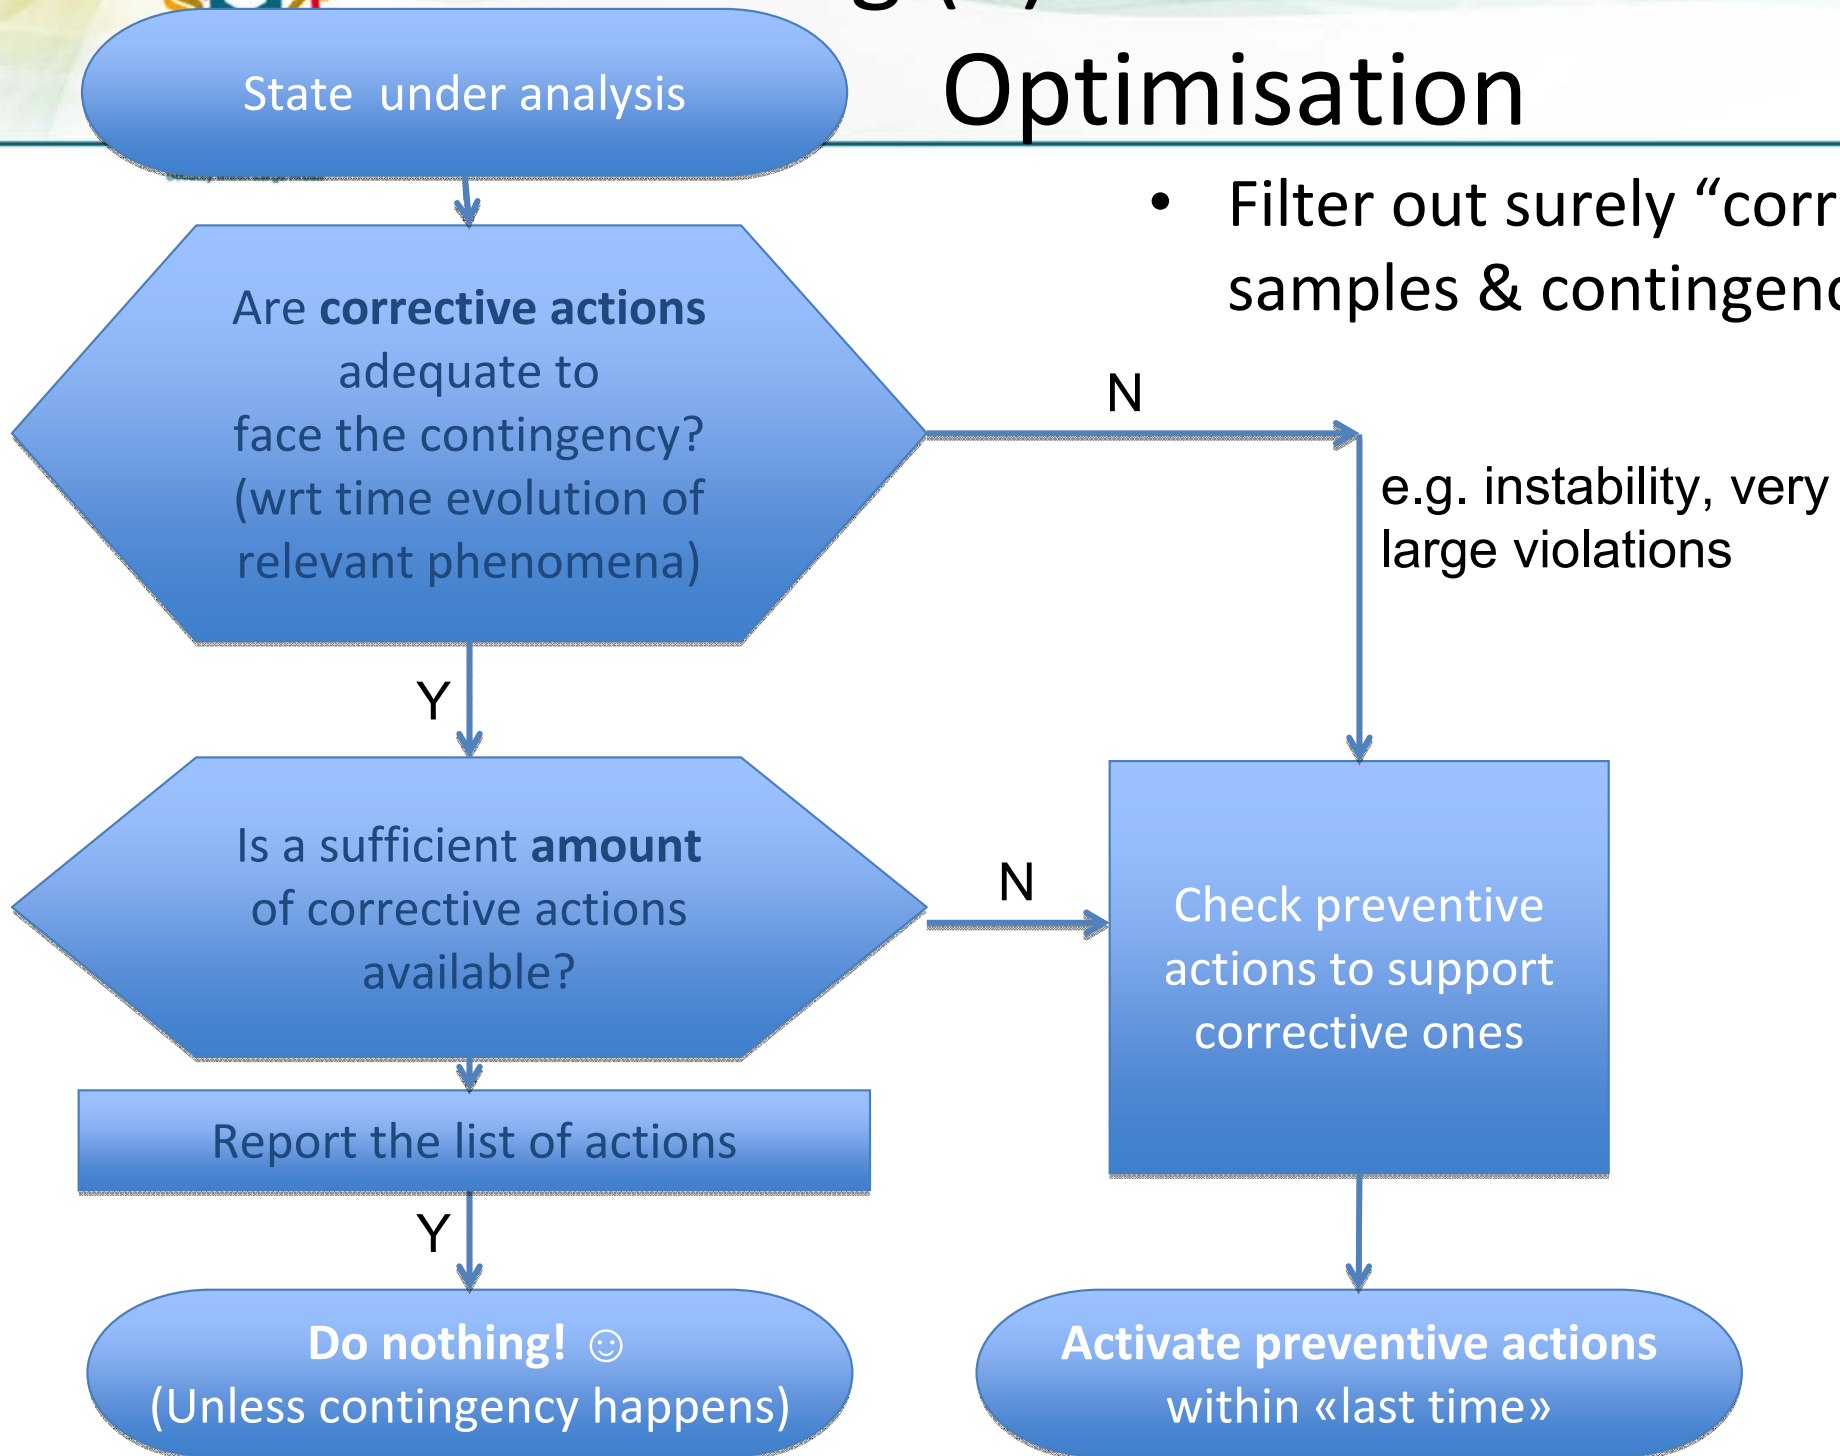 Optimisation
State under analysis
• Filter out surely “corr
samples & contingenc
Are corrective actions
adequate to
face the contingency?
(wrt time evolution of
relevant phenomena)
N
e.g. instability, very
large violations
Y
Is a sufficient amount
of corrective actions
available?
N
Check preventive
actions to support
corrective ones
Report the list of actions
Y
Do nothing! ☺
(Unless contingency happens)
Activate preventive actions
within «last time»